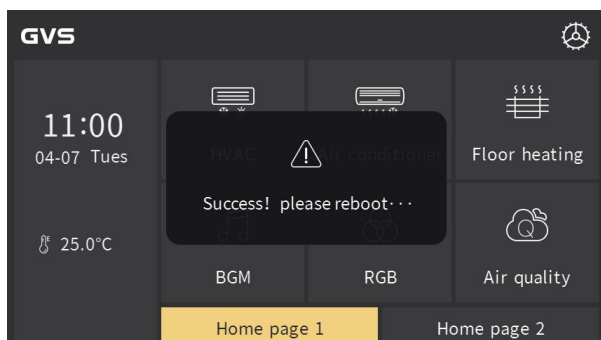 GVS
11:00
04-07 Tues
25.0°C
HVAC
Air conditioner
Floor heating
Success! please reboot···
BGM
RGB
Air quality
Home page 1
Home page 2